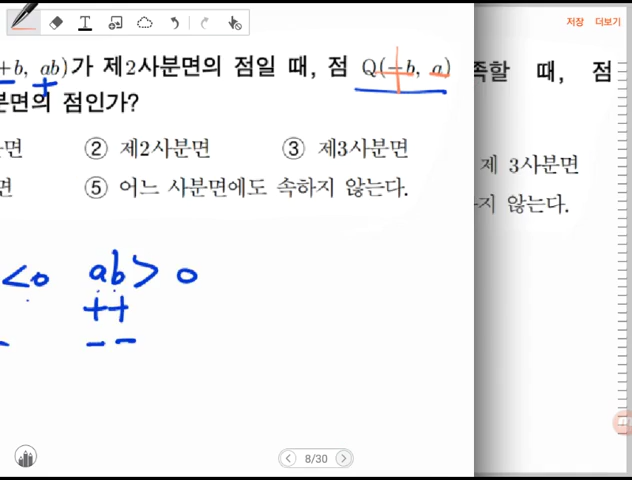 저장 더보기
+b, ab)가 제2사분면의 점일 때, 점 Q(−b, a)
분면의 점인가?
면 ② 제2사분면 ③ 제3사분면
면 ⑤ 어느 사분면에도 속하지 않는다.
<0 ab>0
++
- --
족할 때, 점
제 3사분면
지 않는다.
8/30